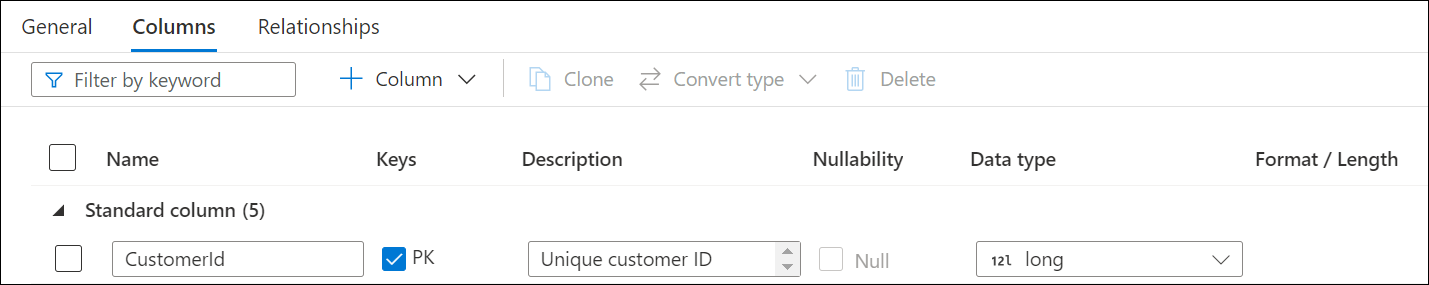 General Columns Relationships
Filter by keyword Column Clone Convert type Delete
Name Keys Description Nullability Data type Format / Length
Standard column (5)
CustomerId PK Unique customer ID Null 12l long